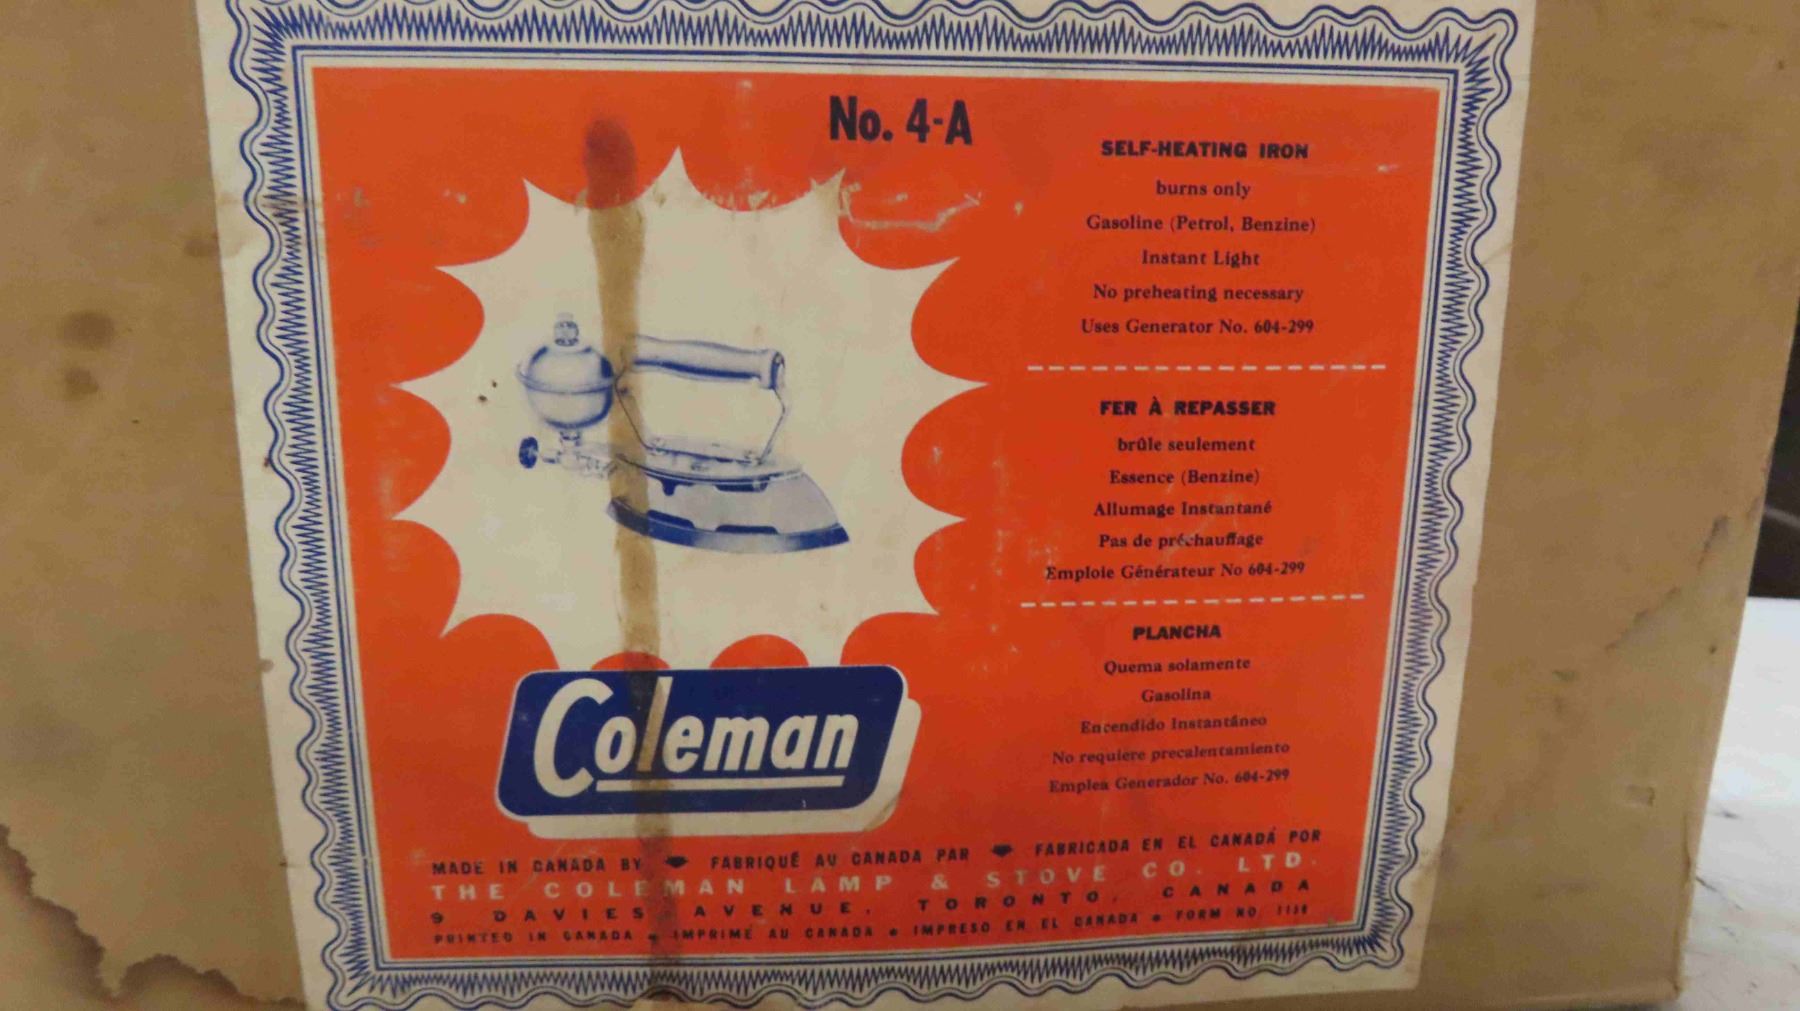 No. 4-A
SELF-HEATING IRON
burns only
Gasoline (Petrol, Benzine)
Instant Light
No preheating necessary
Uses Generator No. 604-299
FER À REPASSER
brûle seulement
Essence (Benzine)
Allumage Instantané
Pas de préchauffage
Emploie Générateur No 604-299
PLANCHA
Quema solamente
Gasolina
Encendido Instantáneo
No requiere precalentamiento
Emplea Generador No. 604-299
Coleman
MADE IN CANADA BY FABRIQUÉ AU CANADA PAR FABRICADA EN EL CANADÁ POR
THE COLEMAN LAMP & STOVE CO. LTD.
9 DAVIES AVENUE, TORONTO, CANADA
PRINTED IN CANADA • IMPRIMÉ AU CANADA • IMPRESO EN EL CANADA • FORM NO.